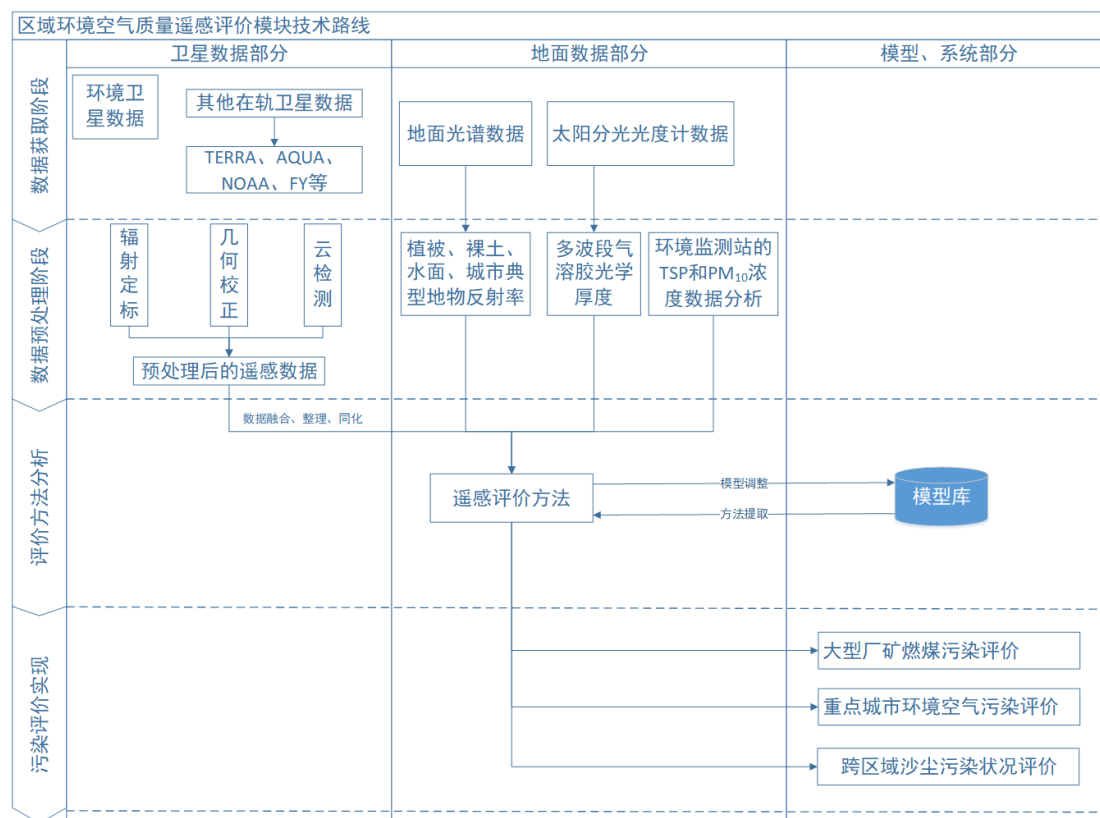 区域环境空气质量遥感评价模块技术路线
卫星数据部分
地面数据部分
模型、系统部分
数据获取阶段
环境卫
星数据
其他在轨卫星数据
TERRA、AQUA、
NOAA、FY等
地面光谱数据
太阳分光光度计数据
数据预处理阶段
辐射定标
几何校正
云检测
预处理后的遥感数据
植被、裸土、
水面、城市典
型地物反射率
多波段气
溶胶光学
厚度
环境监测站的
TSP和PM₁₀浓
度数据分析
评价方法分析
数据融合、整理、同化
遥感评价方法
模型调整
方法提取
模型库
污染评价实现
大型厂矿燃煤污染评价
重点城市环境空气污染评价
跨区域沙尘污染状况评价